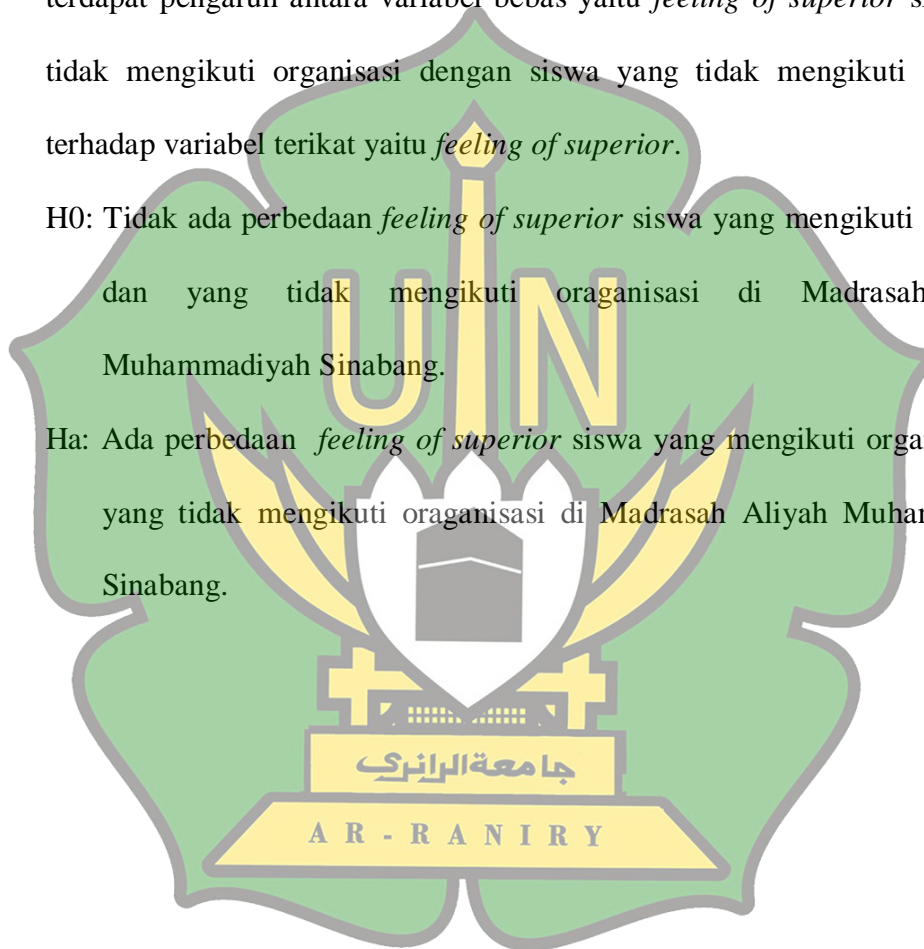 terdapat pengaruh antara variabel bebas yaitu feeling of superior
tidak mengikuti organisasi dengan siswa yang tidak mengikuti
terhadap variabel terikat yaitu feeling of superior.
H0: Tidak ada perbedaan feeling of superior siswa yang mengikuti
dan yang tidak mengikuti oraganisasi di Madrasah
Muhammadiyah Sinabang.
Ha: Ada perbedaan feeling of superior siswa yang mengikuti
yang tidak mengikuti oraganisasi di Madrasah Aliyah
Sinabang.
UIN
جامعةالرانري
AR-RANIRY